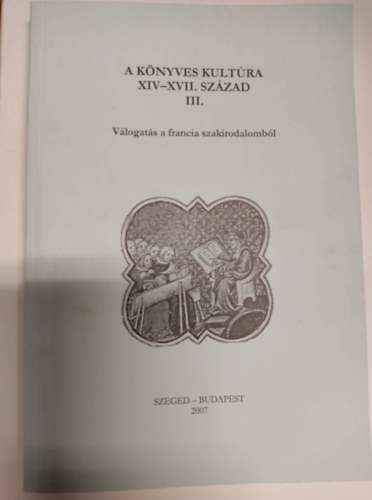 A KÖNYVES KULTÚRA
XIV–XVII. SZÁZAD
III.
Válogatás a francia szakirodalomból
SZEGED – BUDAPEST
2007